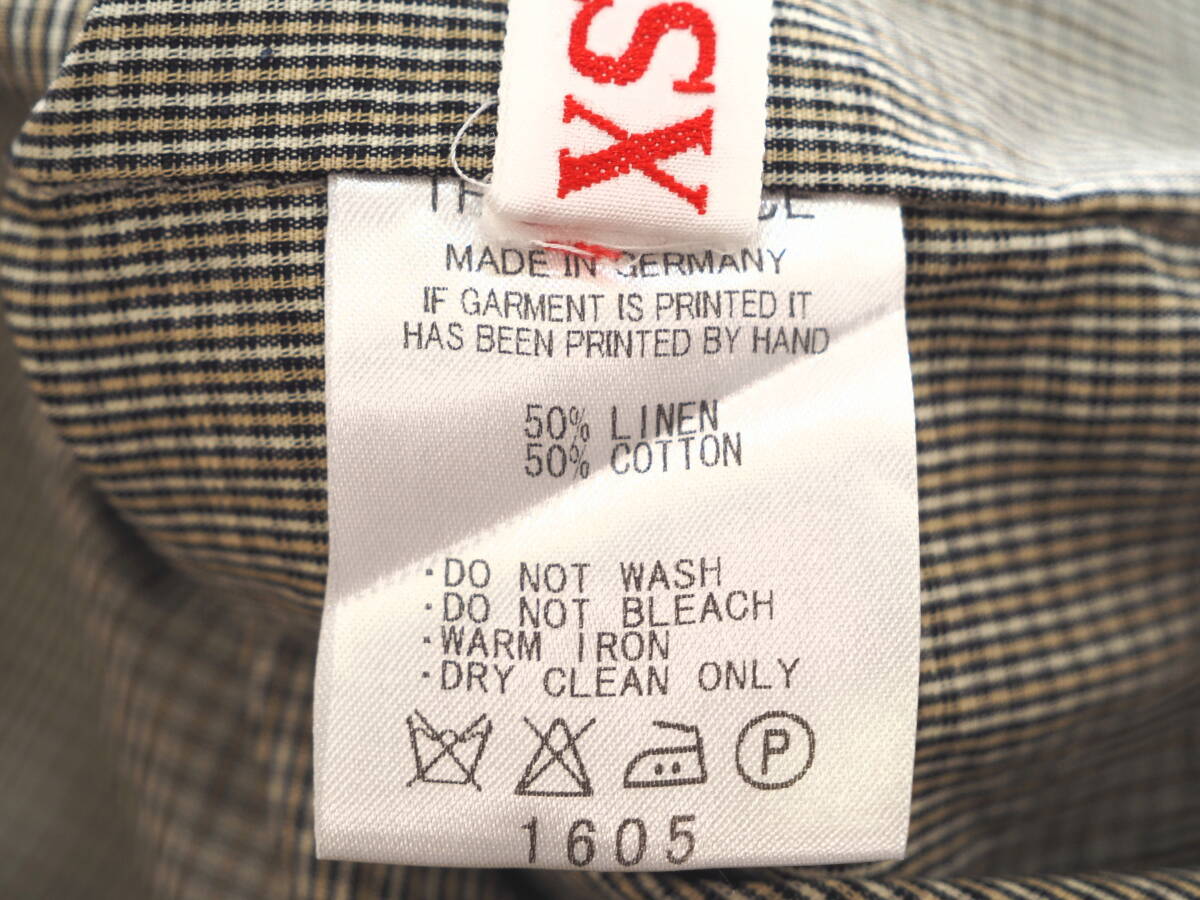 XS
MADE IN GERMANY
IF GARMENT IS PRINTED IT
HAS BEEN PRINTED BY HAND
50% LINEN
50% COTTON
・DO NOT WASH
・DO NOT BLEACH
・WARM IRON
・DRY CLEAN ONLY
P
1605